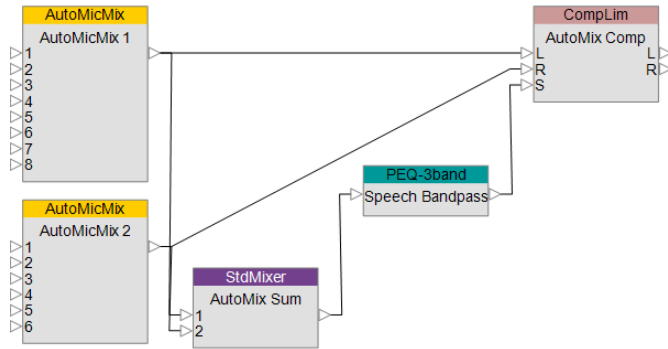 AutoMicMix
AutoMicMix 1
1
2
3
4
5
6
7
8
AutoMicMix
AutoMicMix 2
1
2
3
4
5
6
StdMixer
AutoMix Sum
1
2
PEQ-3band
Speech Bandpass
CompLim
AutoMix Comp
L L
R R
S